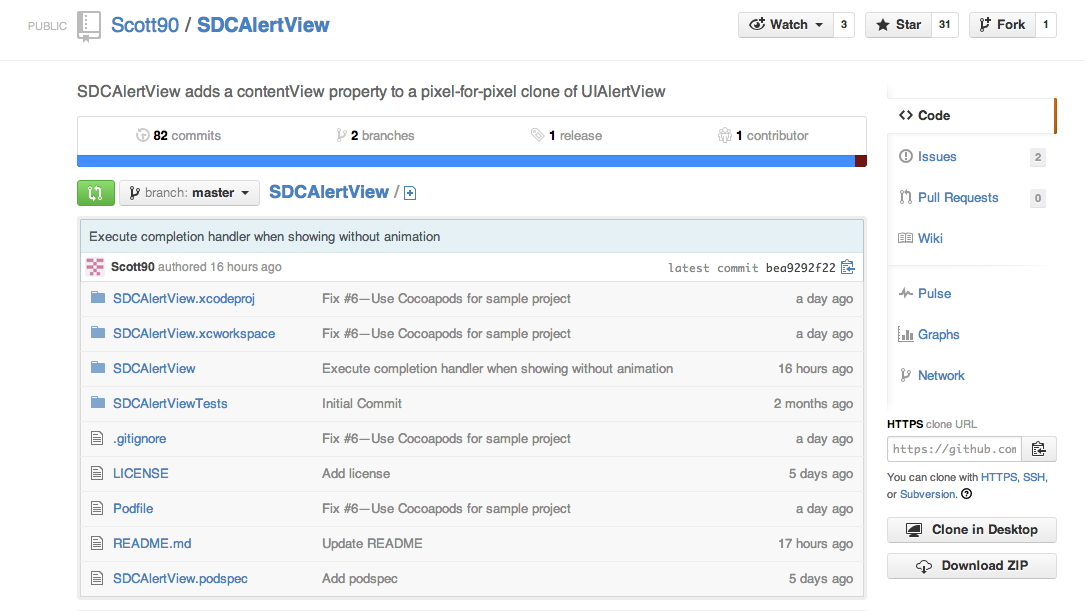 PUBLIC Scott90 / SDCAlertView Watch 3 Star 31 Fork 1
SDCAlertView adds a contentView property to a pixel-for-pixel clone of UIAlertView
82 commits 2 branches 1 release 1 contributor
branch: master SDCAlertView /
Execute completion handler when showing without animation
Scott90 authored 16 hours ago latest commit bea9292f22
SDCAlertView.xcodeproj Fix #6—Use Cocoapods for sample project a day ago
SDCAlertView.xcworkspace Fix #6—Use Cocoapods for sample project a day ago
SDCAlertView Execute completion handler when showing without animation 16 hours ago
SDCAlertViewTests Initial Commit 2 months ago
.gitignore Fix #6—Use Cocoapods for sample project a day ago
LICENSE Add license 5 days ago
Podfile Fix #6—Use Cocoapods for sample project a day ago
README.md Update README 17 hours ago
SDCAlertView.podspec Add podspec 5 days ago
Code
Issues 2
Pull Requests 0
Wiki
Pulse
Graphs
Network
HTTPS clone URL
https://github.com
You can clone with HTTPS, SSH,
or Subversion.
Clone in Desktop
Download ZIP